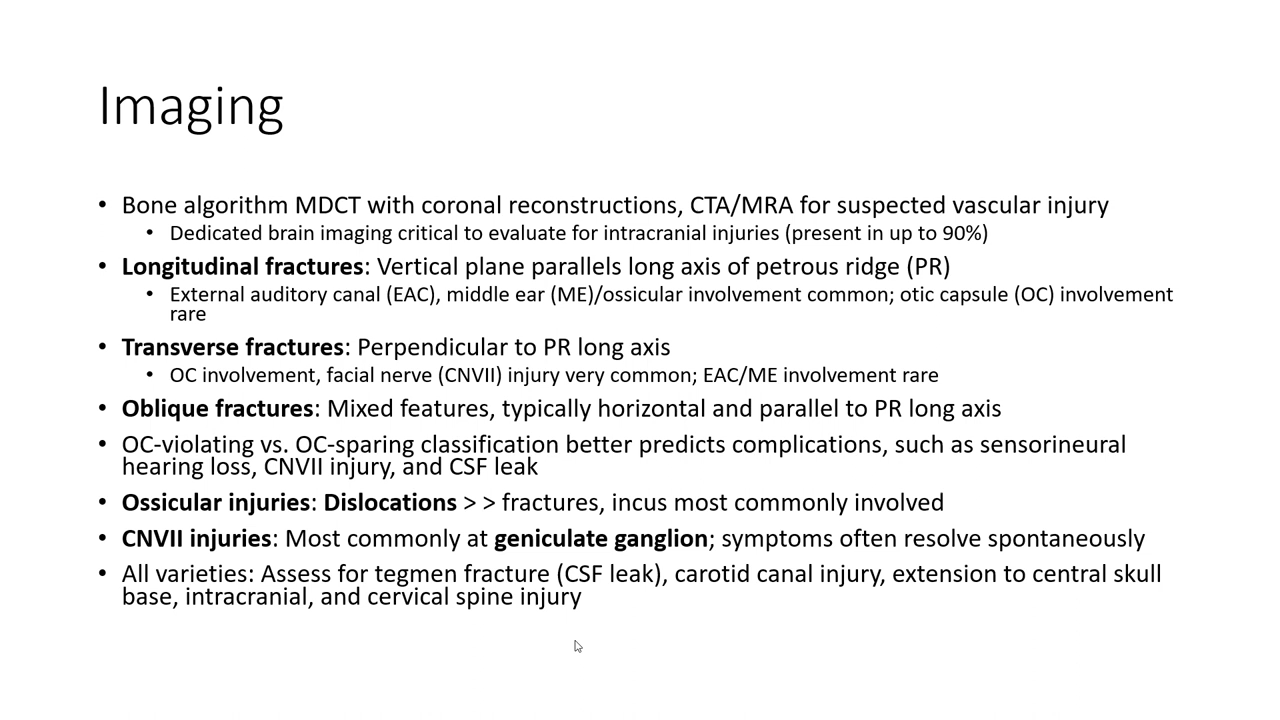 Imaging
• Bone algorithm MDCT with coronal reconstructions, CTA/MRA for suspected vascular injury
• Dedicated brain imaging critical to evaluate for intracranial injuries (present in up to 90%)
• Longitudinal fractures: Vertical plane parallels long axis of petrous ridge (PR)
• External auditory canal (EAC), middle ear (ME)/ossicular involvement common; otic capsule (OC) involvement
rare
• Transverse fractures: Perpendicular to PR long axis
• OC involvement, facial nerve (CNVII) injury very common; EAC/ME involvement rare
• Oblique fractures: Mixed features, typically horizontal and parallel to PR long axis
• OC-violating vs. OC-sparing classification better predicts complications, such as sensorineural
hearing loss, CNVII injury, and CSF leak
• Ossicular injuries: Dislocations > > fractures, incus most commonly involved
• CNVII injuries: Most commonly at geniculate ganglion; symptoms often resolve spontaneously
• All varieties: Assess for tegmen fracture (CSF leak), carotid canal injury, extension to central skull
base, intracranial, and cervical spine injury